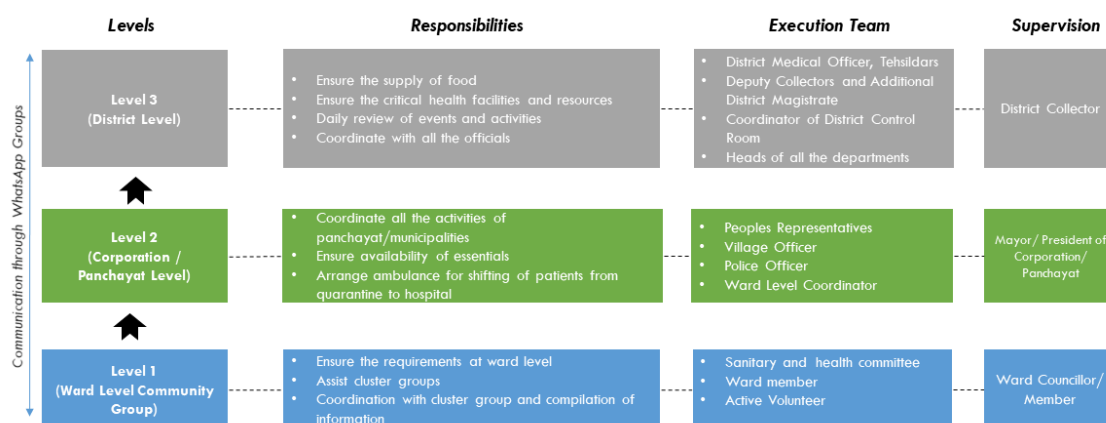 Levels
Responsibilities
Execution Team
Supervision
Communication through WhatsApp Groups
Level 3
(District Level)
• Ensure the supply of food
• Ensure the critical health facilities and resources
• Daily review of events and activities
• Coordinate with all the officials
• District Medical Officer, Tehsildars
• Deputy Collectors and Additional
District Magistrate
• Coordinator of District Control
Room
• Heads of all the departments
District Collector
Level 2
(Corporation /
Panchayat Level)
• Coordinate all the activities of
panchayat/municipalities
• Ensure availability of essentials
• Arrange ambulance for shifting of patients from
quarantine to hospital
• Peoples Representatives
• Village Officer
• Police Officer
• Ward Level Coordinator
Mayor/ President of
Corporation/
Panchayat
Level 1
(Ward Level Community
Group)
• Ensure the requirements at ward level
• Assist cluster groups
• Coordination with cluster group and compilation of
information
• Sanitary and health committee
• Ward member
• Active Volunteer
Ward Councillor/
Member